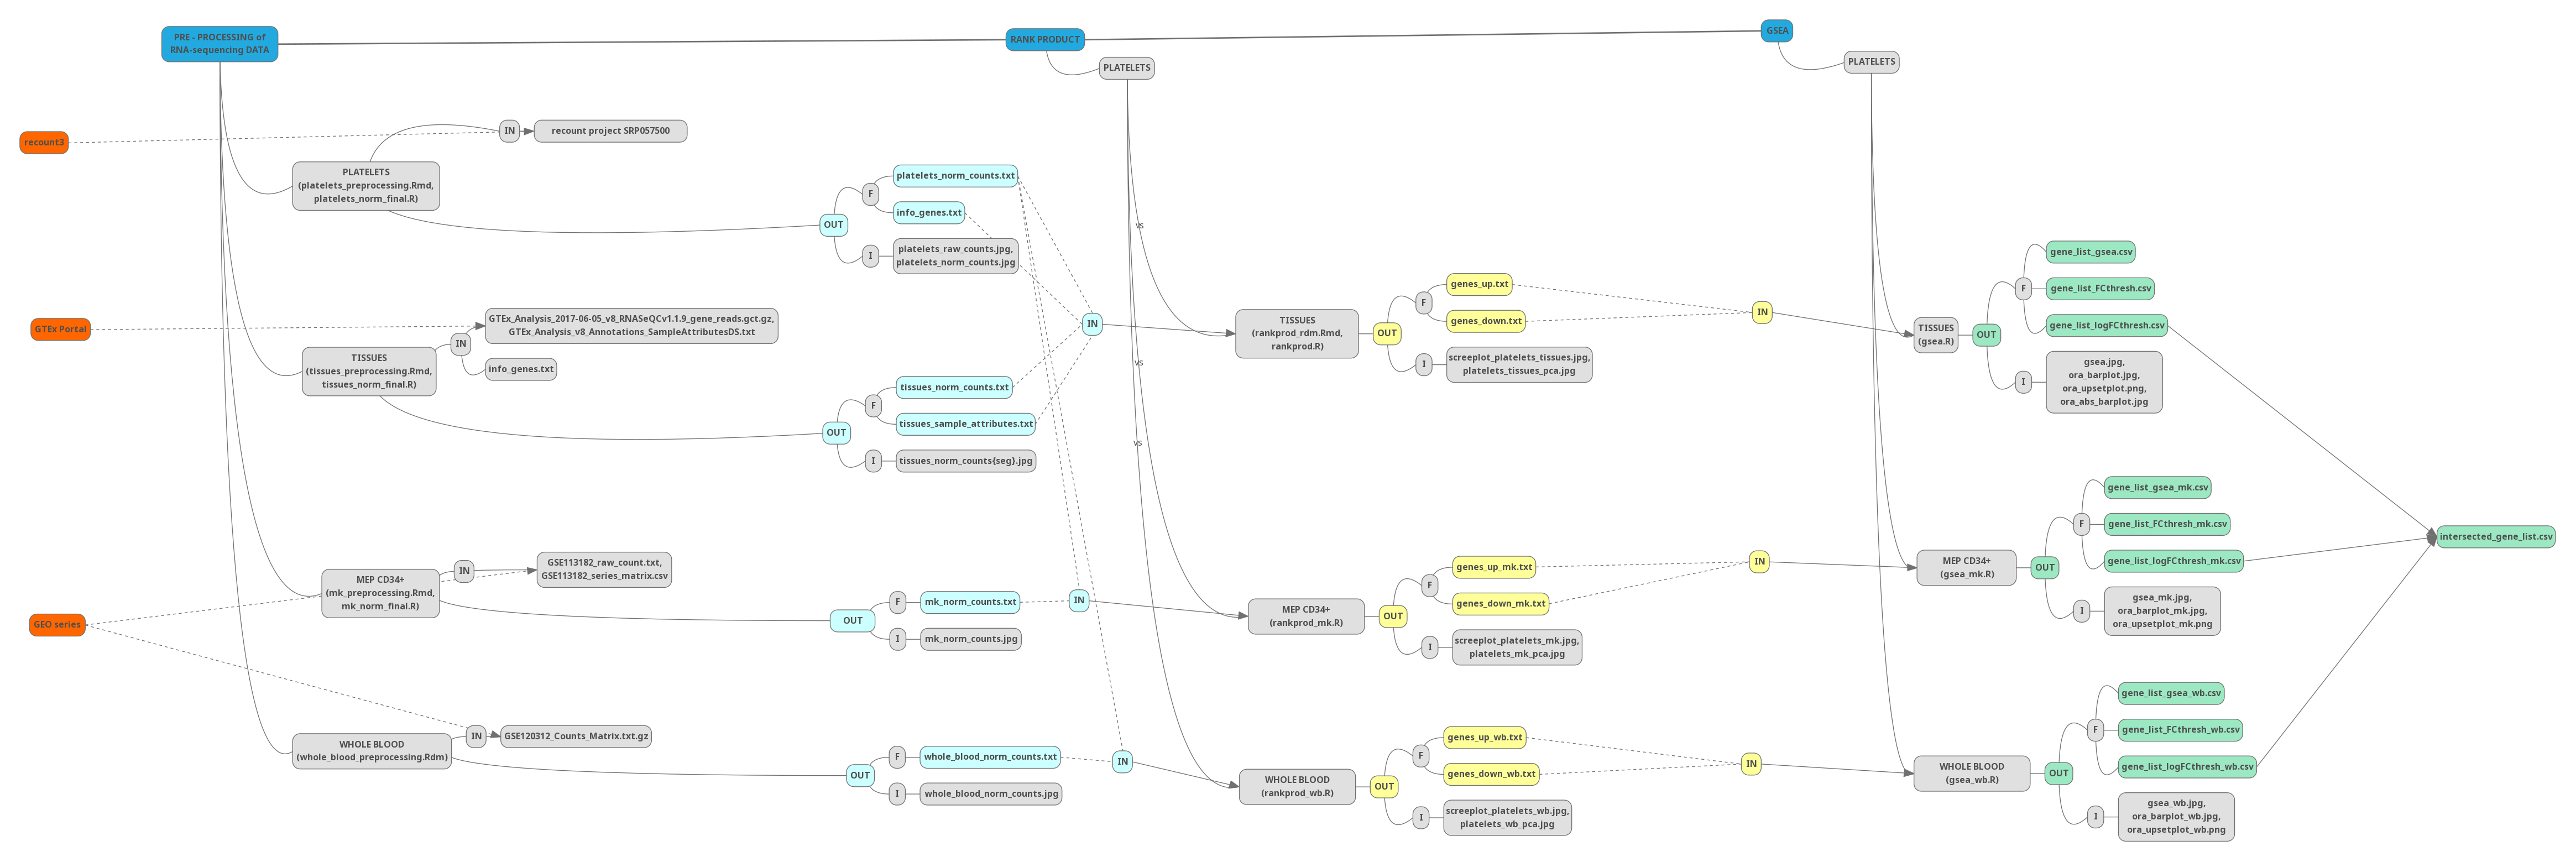 PRE - PROCESSING of
RNA-sequencing DATA
RANK PRODUCT
GSEA
PLATELETS
PLATELETS
recount3
IN
recount project SRP057500
PLATELETS
(platelets_preprocessing.Rmd,
platelets_norm_final.R)
OUT
F
platelets_norm_counts.txt
info_genes.txt
I
platelets_raw_counts.jpg,
platelets_norm_counts.jpg
GTEx Portal
GTEx_Analysis_2017-06-05_v8_RNASeQCv1.1.9_gene_reads.gct.gz,
GTEx_Analysis_v8_Annotations_SampleAttributesDS.txt
IN
info_genes.txt
TISSUES
(tissues_preprocessing.Rmd,
tissues_norm_final.R)
OUT
F
tissues_norm_counts.txt
tissues_sample_attributes.txt
I
tissues_norm_counts{seg}.jpg
GEO series
MEP CD34+
(mk_preprocessing.Rmd,
mk_norm_final.R)
IN
GSE113182_raw_count.txt,
GSE113182_series_matrix.csv
OUT
F
mk_norm_counts.txt
I
mk_norm_counts.jpg
WHOLE BLOOD
(whole_blood_preprocessing.Rdm)
IN
GSE120312_Counts_Matrix.txt.gz
OUT
F
whole_blood_norm_counts.txt
I
whole_blood_norm_counts.jpg
vs
vs
vs
IN
TISSUES
(rankprod_rdm.Rmd,
rankprod.R)
OUT
F
genes_up.txt
genes_down.txt
I
screeplot_platelets_tissues.jpg,
platelets_tissues_pca.jpg
IN
MEP CD34+
(rankprod_mk.R)
OUT
F
genes_up_mk.txt
genes_down_mk.txt
I
screeplot_platelets_mk.jpg,
platelets_mk_pca.jpg
IN
WHOLE BLOOD
(rankprod_wb.R)
OUT
F
genes_up_wb.txt
genes_down_wb.txt
I
screeplot_platelets_wb.jpg,
platelets_wb_pca.jpg
IN
TISSUES
(gsea.R)
OUT
F
gene_list_gsea.csv
gene_list_FCthresh.csv
gene_list_logFCthresh.csv
I
gsea.jpg,
ora_barplot.jpg,
ora_upsetplot.png,
ora_abs_barplot.jpg
IN
MEP CD34+
(gsea_mk.R)
OUT
F
gene_list_gsea_mk.csv
gene_list_FCthresh_mk.csv
gene_list_logFCthresh_mk.csv
I
gsea_mk.jpg,
ora_barplot_mk.jpg,
ora_upsetplot_mk.png
IN
WHOLE BLOOD
(gsea_wb.R)
OUT
F
gene_list_gsea_wb.csv
gene_list_FCthresh_wb.csv
gene_list_logFCthresh_wb.csv
I
gsea_wb.jpg,
ora_barplot_wb.jpg,
ora_upsetplot_wb.png
intersected_gene_list.csv